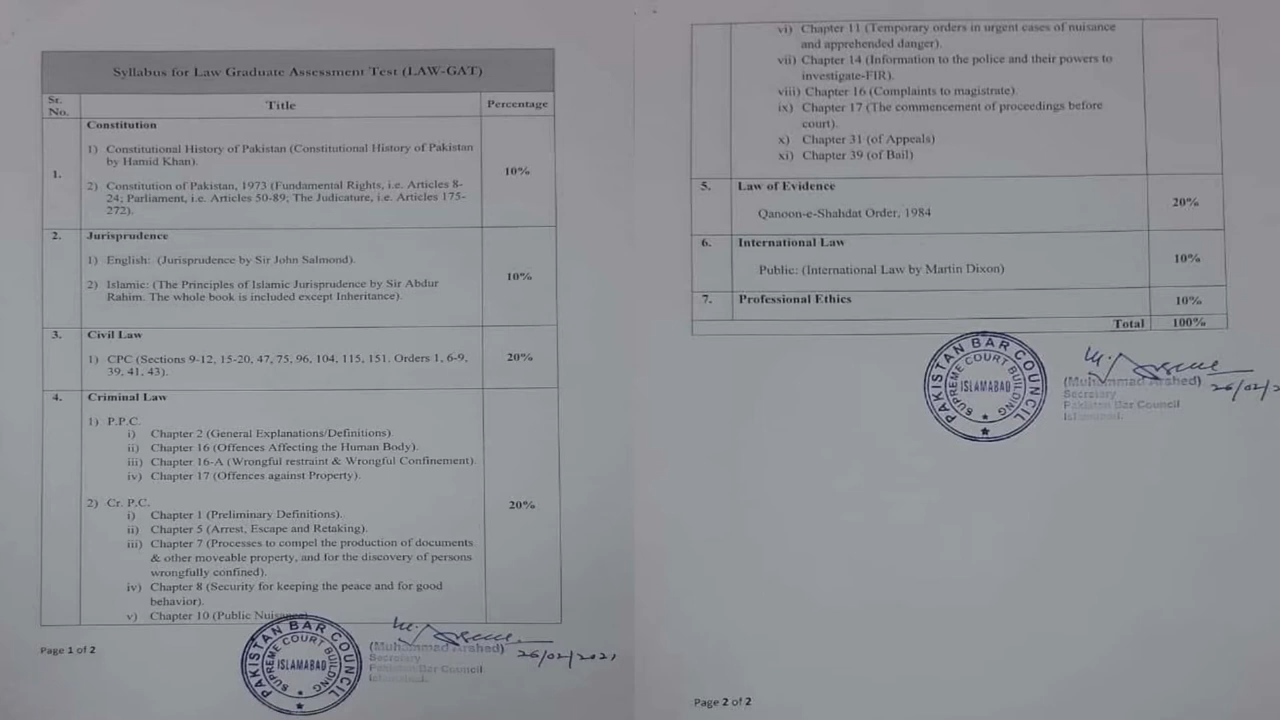 Syllabus for Law Graduate Assessment Test (LAW-GAT)
Sr. No. Title Percentage
Constitution
1) Constitutional History of Pakistan (Constitutional History of Pakistan
by Hamid Khan).
1. 10%
2) Constitution of Pakistan, 1973 (Fundamental Rights, i.e. Articles 8-
24; Parliament, i.e. Articles 50-89; The Judicature, i.e. Articles 175-
272).
2. Jurisprudence
1) English: (Jurisprudence by Sir John Salmond).
10%
2) Islamic: (The Principles of Islamic Jurisprudence by Sir Abdur
Rahim. The whole book is included except Inheritance).
3. Civil Law
1) CPC (Sections 9-12, 15-20, 47, 75, 96, 104, 115, 151. Orders 1, 6-9, 20%
39, 41, 43).
4. Criminal Law
1) P.P.C.
i) Chapter 2 (General Explanations/Definitions).
ii) Chapter 16 (Offences Affecting the Human Body).
iii) Chapter 16-A (Wrongful restraint & Wrongful Confinement).
iv) Chapter 17 (Offences against Property).
2) Cr. P.C. 20%
i) Chapter 1 (Preliminary Definitions).
ii) Chapter 5 (Arrest, Escape and Retaking).
iii) Chapter 7 (Processes to compel the production of documents
& other moveable property, and for the discovery of persons
wrongfully confined).
iv) Chapter 8 (Security for keeping the peace and for good
behavior).
v) Chapter 10 (Public Nuisance)
PAKISTAN BAR COUNCIL
SUPREME COURT BUILDING
ISLAMABAD
(Muhammad Arshed)
26/02/2021
Secretary
Pakistan Bar Council
Islamabad.
Page 1 of 2
vi) Chapter 11 (Temporary orders in urgent cases of nuisance
and apprehended danger).
vii) Chapter 14 (Information to the police and their powers to
investigate-FIR).
viii) Chapter 16 (Complaints to magistrate).
ix) Chapter 17 (The commencement of proceedings before
court).
x) Chapter 31 (of Appeals)
xi) Chapter 39 (of Bail)
5. Law of Evidence
20%
Qanoon-e-Shahdat Order, 1984
6. International Law
10%
Public: (International Law by Martin Dixon)
7. Professional Ethics 10%
Total 100%
PAKISTAN BAR COUNCIL
SUPREME COURT BUILDING
ISLAMABAD
(Muhammad Arshed)
26/02/2
Secretary
Pakistan Bar Council
Islamabad.
Page 2 of 2